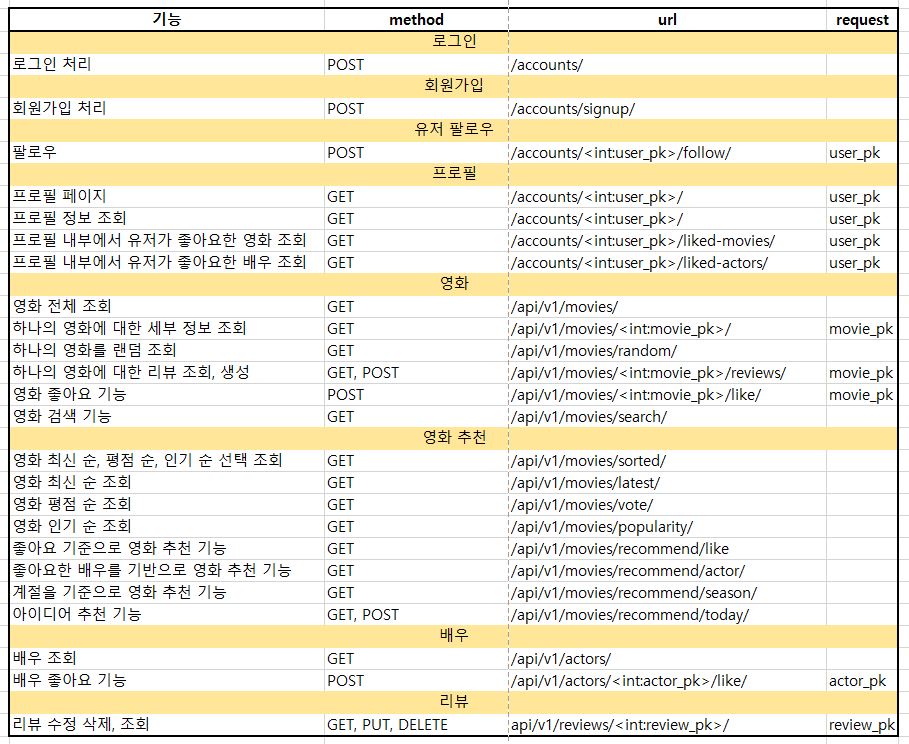 기능 method url request
로그인
로그인 처리 POST /accounts/
회원가입
회원가입 처리 POST /accounts/signup/
유저 팔로우
팔로우 POST /accounts/<int:user_pk>/follow/ user_pk
프로필
프로필 페이지 GET /accounts/<int:user_pk>/ user_pk
프로필 정보 조회 GET /accounts/<int:user_pk>/ user_pk
프로필 내부에서 유저가 좋아요한 영화 조회 GET /accounts/<int:user_pk>/liked-movies/ user_pk
프로필 내부에서 유저가 좋아요한 배우 조회 GET /accounts/<int:user_pk>/liked-actors/ user_pk
영화
영화 전체 조회 GET /api/v1/movies/
하나의 영화에 대한 세부 정보 조회 GET /api/v1/movies/<int:movie_pk>/ movie_pk
하나의 영화를 랜덤 조회 GET /api/v1/movies/random/
하나의 영화에 대한 리뷰 조회, 생성 GET, POST /api/v1/movies/<int:movie_pk>/reviews/ movie_pk
영화 좋아요 기능 POST /api/v1/movies/<int:movie_pk>/like/ movie_pk
영화 검색 기능 GET /api/v1/movies/search/
영화 추천
영화 최신 순, 평점 순, 인기 순 선택 조회 GET /api/v1/movies/sorted/
영화 최신 순 조회 GET /api/v1/movies/latest/
영화 평점 순 조회 GET /api/v1/movies/vote/
영화 인기 순 조회 GET /api/v1/movies/popularity/
좋아요 기준으로 영화 추천 기능 GET /api/v1/movies/recommend/like
좋아요한 배우를 기반으로 영화 추천 기능 GET /api/v1/movies/recommend/actor/
계절을 기준으로 영화 추천 기능 GET /api/v1/movies/recommend/season/
아이디어 추천 기능 GET, POST /api/v1/movies/recommend/today/
배우
배우 조회 GET /api/v1/actors/
배우 좋아요 기능 POST /api/v1/actors/<int:actor_pk>/like/ actor_pk
리뷰
리뷰 수정 삭제, 조회 GET, PUT, DELETE api/v1/reviews/<int:review_pk>/ review_pk